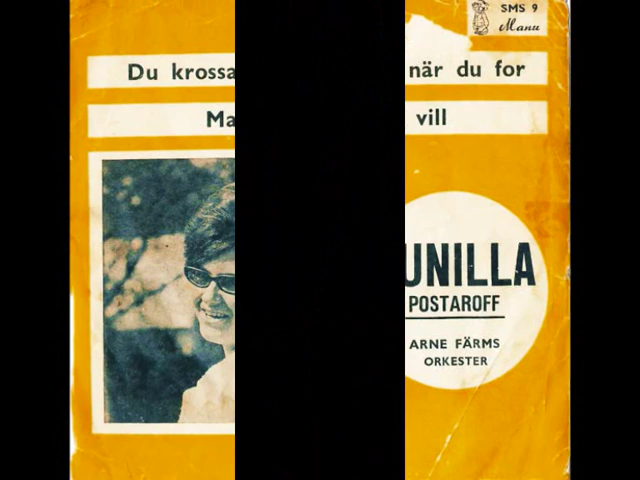 SMS 9
Manu
Du krossa
när du for
Ma
vill
UNILLA
POSTAROFF
ARNE FÄRMS
ORKESTER